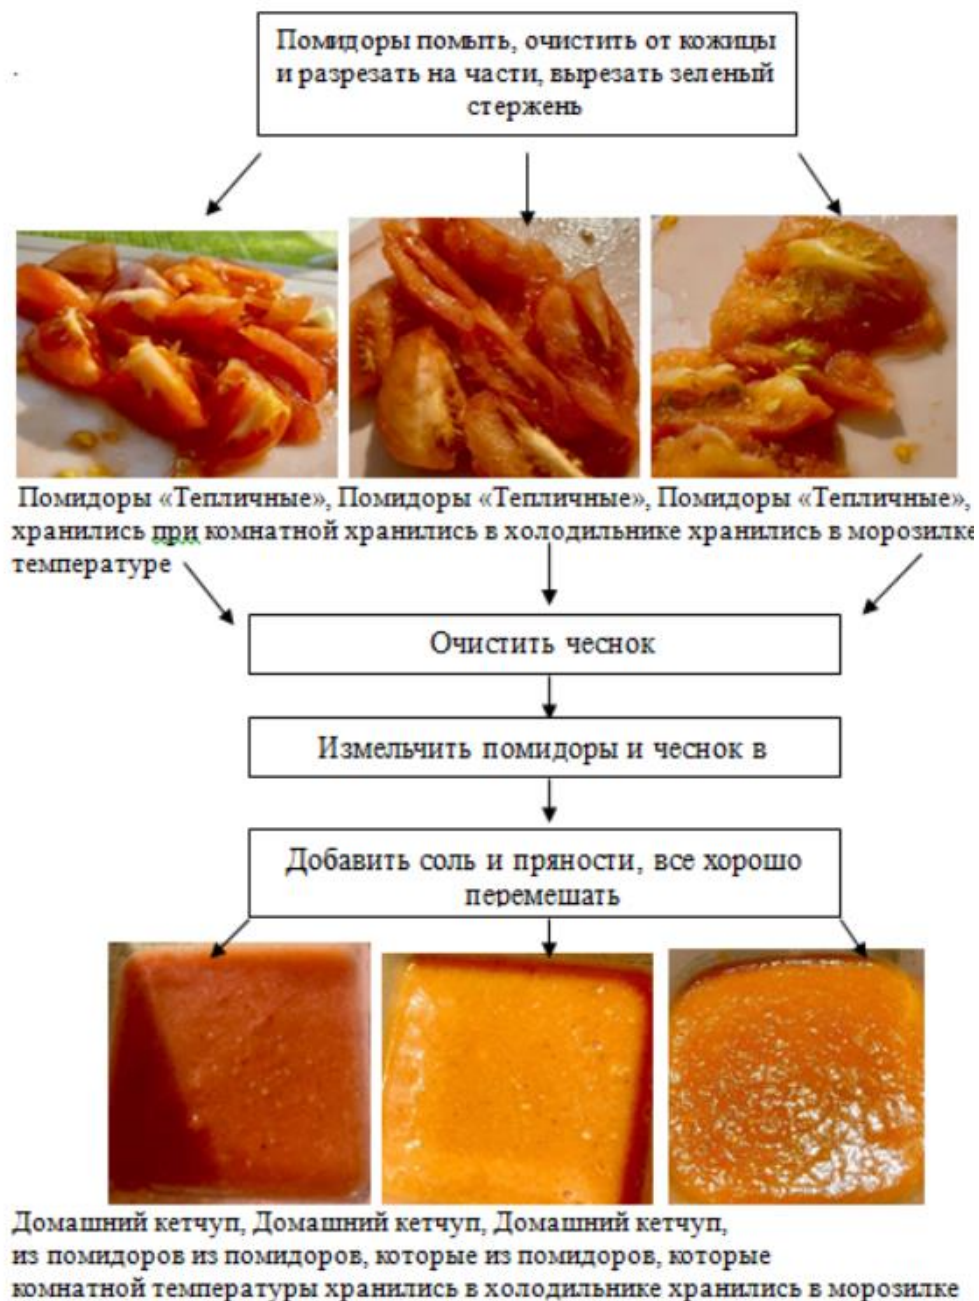 Помидоры помыть, очистить от кожицы
и разрезать на части, вырезать зеленый
стержень
Помидоры «Тепличные», Помидоры «Тепличные», Помидоры «Тепличные»,
хранились при комнатной хранились в холодильнике хранились в морозилке
температуре
Очистить чеснок
Измельчить помидоры и чеснок в
Добавить соль и пряности, все хорошо
перемешать
Домашний кетчуп, Домашний кетчуп, Домашний кетчуп,
из помидоров из помидоров, которые из помидоров, которые
комнатной температуры хранились в холодильнике хранились в морозилке